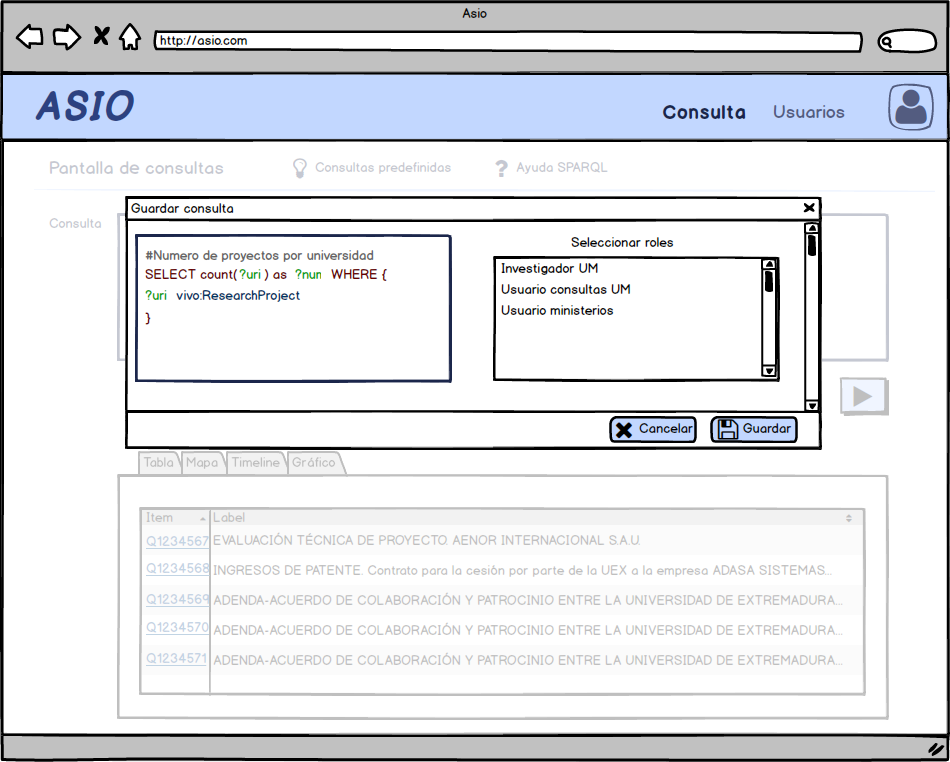 Asio
http://asio.com
ASIO
Consulta
Usuarios
Pantalla de consultas
Consultas predefinidas
? Ayuda SPARQL
Consulta
Guardar consulta
#Numero de proyectos por universidad
SELECT count(?uri ) as ?nun WHERE {
?uri vivo:ResearchProject
}
Seleccionar roles
Investigador UM
Usuario consultas UM
Usuario ministerios
Cancelar
Guardar
Tabla
Mapa
Timeline
Gráfico
Item
Label
Q1234567 EVALUACIÓN TÉCNICA DE PROYECTO. AENOR INTERNACIONAL S.A.U.
Q1234568 INGRESOS DE PATENTE. Contrato para la cesión por parte de la UEX a la empresa ADASA SISTEMAS...
Q1234569 ADENDA-ACUERDO DE COLABORACIÓN Y PATROCINIO ENTRE LA UNIVERSIDAD DE EXTREMADURA...
Q1234570 ADENDA-ACUERDO DE COLABORACIÓN Y PATROCINIO ENTRE LA UNIVERSIDAD DE EXTREMADURA...
Q1234571 ADENDA-ACUERDO DE COLABORACIÓN Y PATROCINIO ENTRE LA UNIVERSIDAD DE EXTREMADURA...